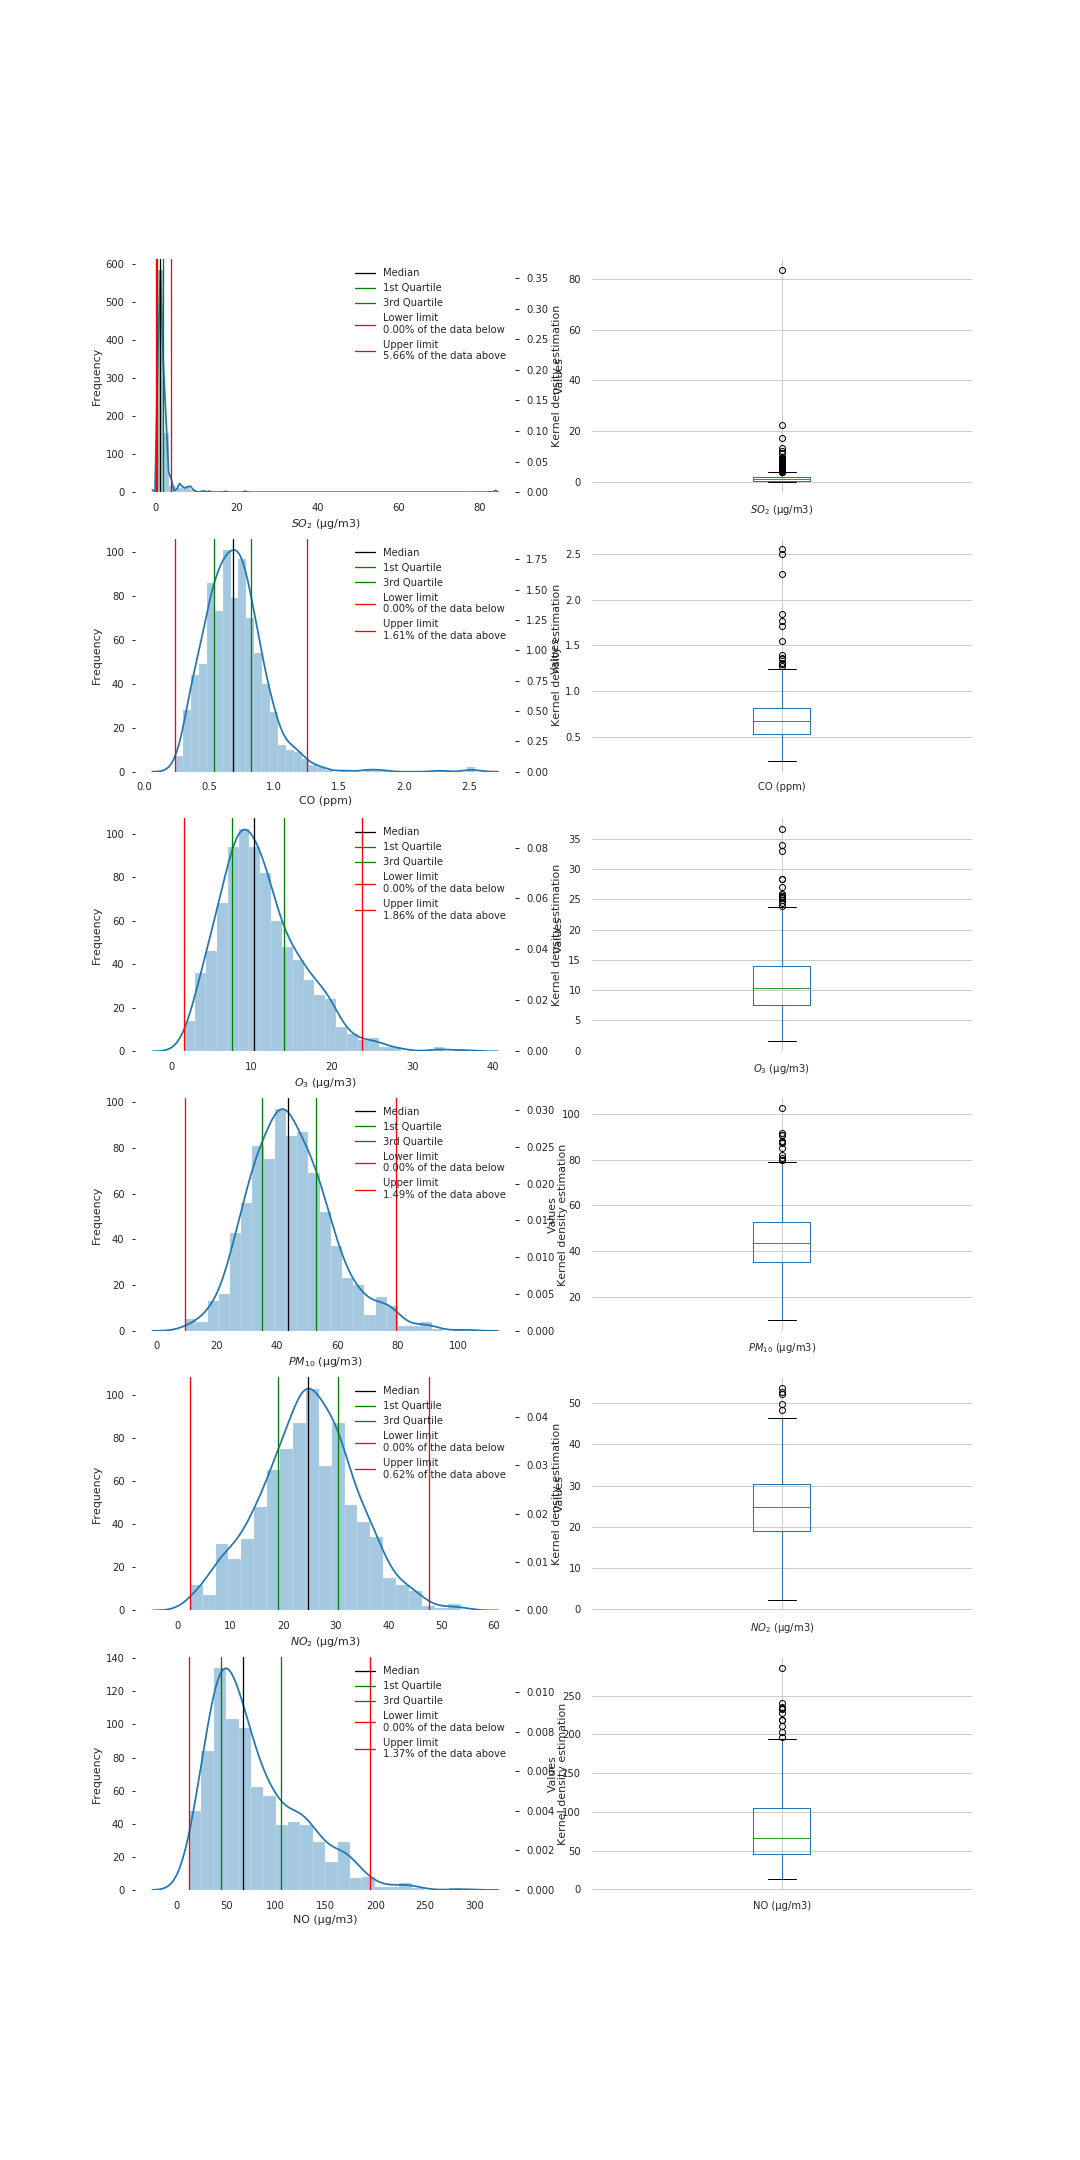 600
500
400
300
200
100
0
Frequency
Median
1st Quartile
3rd Quartile
Lower limit
0.00% of the data below
Upper limit
5.66% of the data above
0.35
0.30
0.25
0.20
0.15
0.10
0.05
0.00
Kernel density estimation
Values
0 20 40 60 80
SO₂ (µg/m3)
80
60
40
20
0
SO₂ (µg/m3)
100
80
60
40
20
0
Frequency
Median
1st Quartile
3rd Quartile
Lower limit
0.00% of the data below
Upper limit
1.61% of the data above
1.75
1.50
1.25
1.00
0.75
0.50
0.25
0.00
Kernel density estimation
Values
0.0 0.5 1.0 1.5 2.0 2.5
CO (ppm)
2.5
2.0
1.5
1.0
0.5
CO (ppm)
100
80
60
40
20
0
Frequency
Median
1st Quartile
3rd Quartile
Lower limit
0.00% of the data below
Upper limit
1.86% of the data above
0.08
0.06
0.04
0.02
0.00
Kernel density estimation
Values
0 10 20 30 40
O₃ (µg/m3)
35
30
25
20
15
10
5
0
O₃ (µg/m3)
100
80
60
40
20
0
Frequency
Median
1st Quartile
3rd Quartile
Lower limit
0.00% of the data below
Upper limit
1.49% of the data above
0.030
0.025
0.020
0.015
0.010
0.005
0.000
Kernel density estimation
Values
0 20 40 60 80 100
PM₁₀ (µg/m3)
100
80
60
40
20
PM₁₀ (µg/m3)
100
80
60
40
20
0
Frequency
Median
1st Quartile
3rd Quartile
Lower limit
0.00% of the data below
Upper limit
0.62% of the data above
0.04
0.03
0.02
0.01
0.00
Kernel density estimation
Values
0 10 20 30 40 50 60
NO₂ (µg/m3)
50
40
30
20
10
0
NO₂ (µg/m3)
140
120
100
80
60
40
20
0
Frequency
Median
1st Quartile
3rd Quartile
Lower limit
0.00% of the data below
Upper limit
1.37% of the data above
0.010
0.008
0.006
0.004
0.002
0.000
Kernel density estimation
Values
0 50 100 150 200 250 300
NO (µg/m3)
250
200
150
100
50
0
NO (µg/m3)